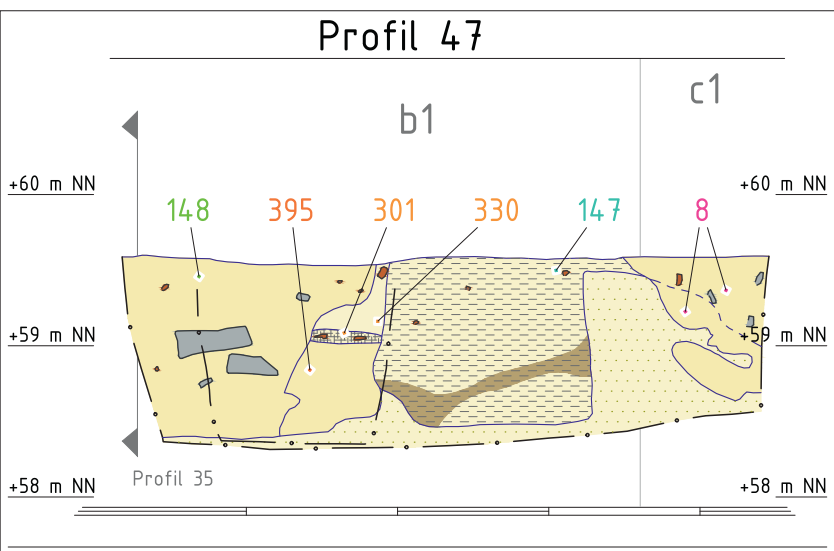 Profil 47
c1
b1
+60 m NN
+60 m NN
148 395 301 330 147 8
+59 m NN
+59 m NN
Profil 35
+58 m NN
+58 m NN